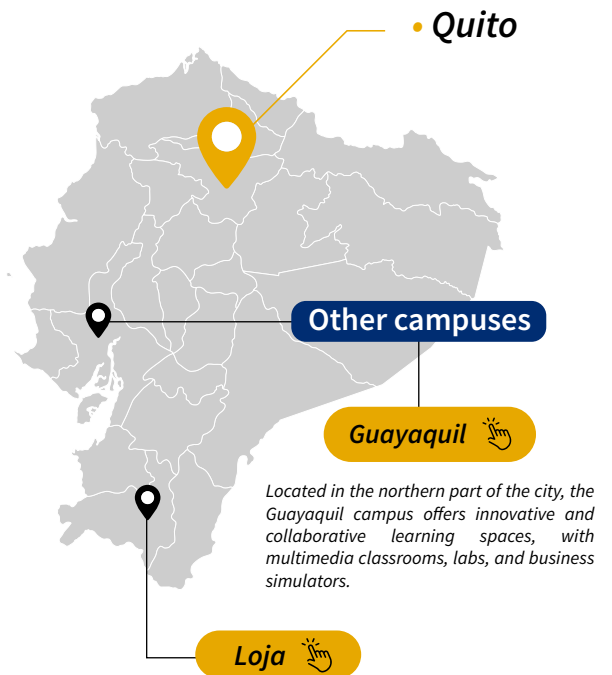 • Quito
Other campuses
Guayaquil
Located in the northern part of the city, the
Guayaquil campus offers innovative and
collaborative learning spaces, with
multimedia classrooms, labs, and business
simulators.
Loja